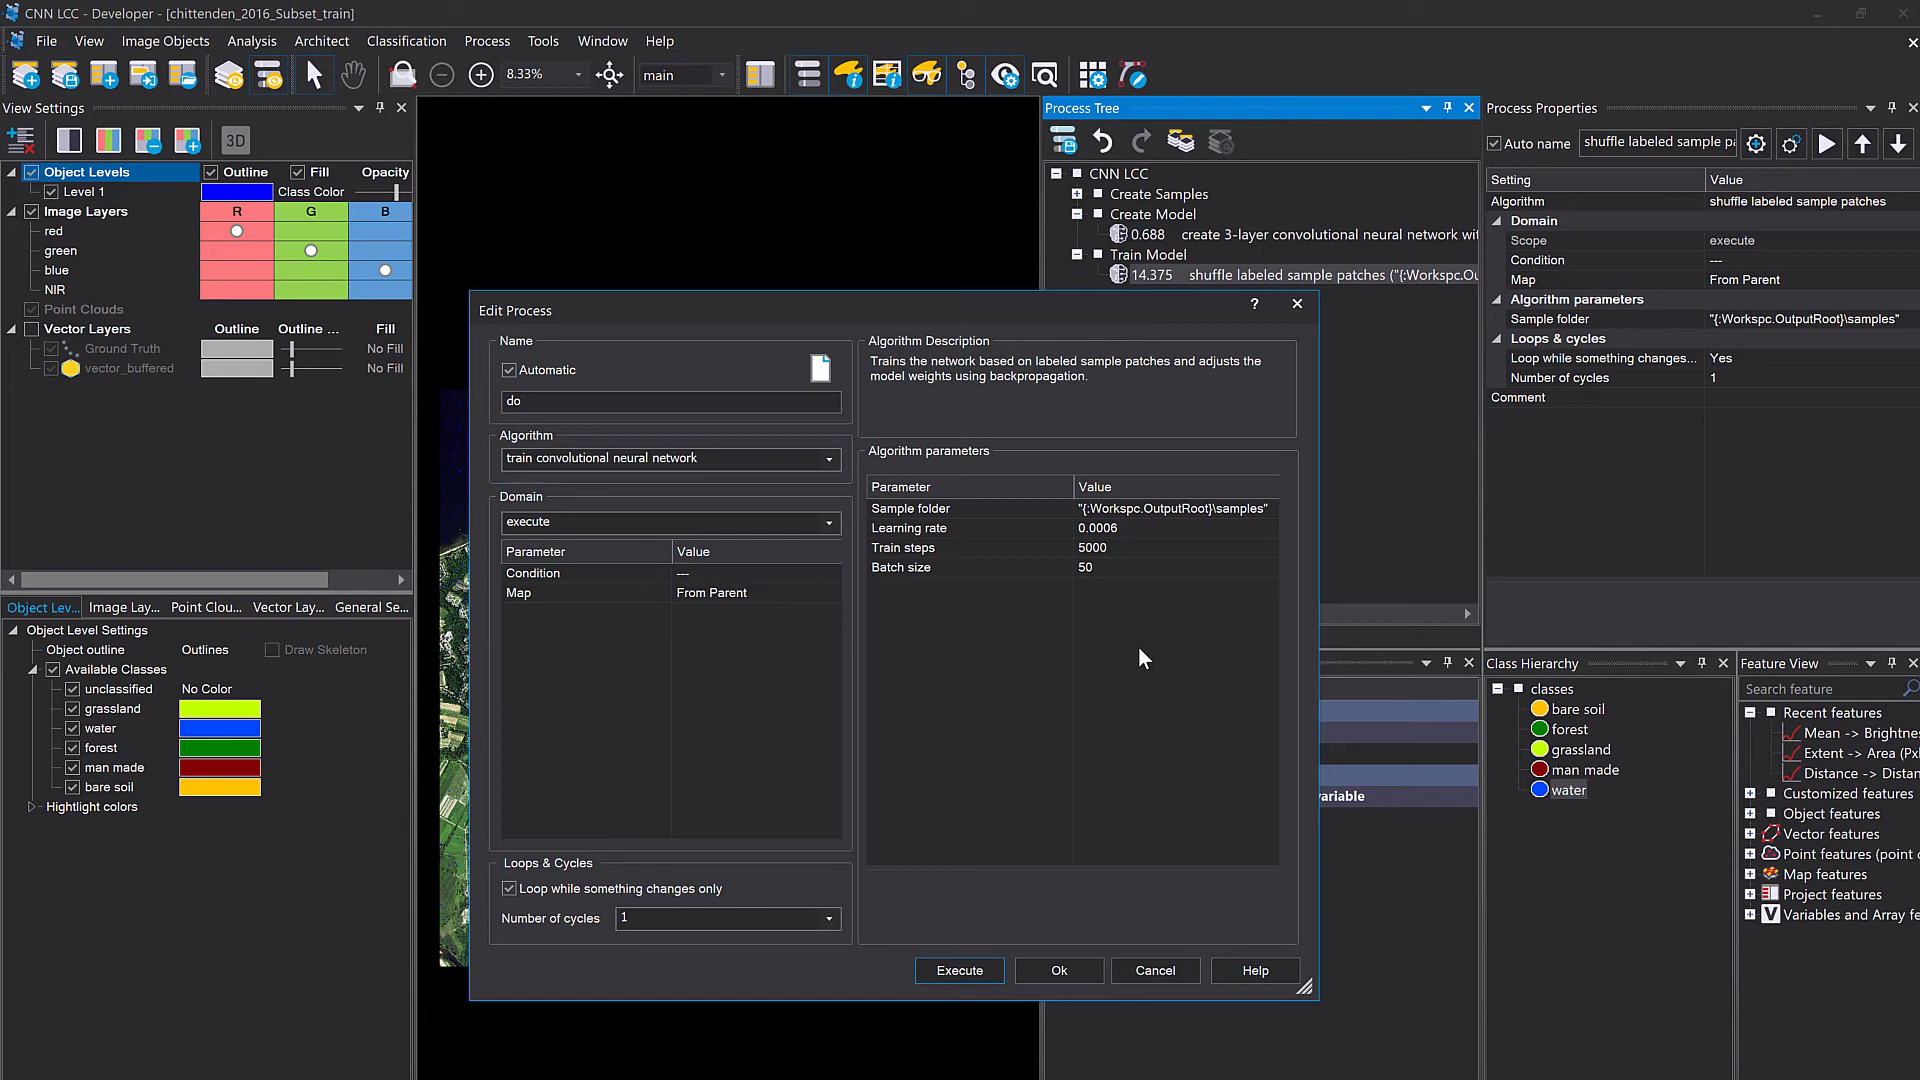 CNN LCC - Developer - [chittenden_2016_Subset_train]
File View Image Objects Analysis Architect Classification Process Tools Window Help
8.33% main
View Settings
3D
Object Levels Outline Fill Opacity
Level 1 Class Color
Image Layers R G B
red
green
blue
NIR
Point Clouds
Vector Layers Outline Outline ... Fill
Ground Truth No Fill
vector_buffered No Fill
Object Lev... Image Lay... Point Clou... Vector Lay... General Se...
Object Level Settings
Object outline Outlines Draw Skeleton
Available Classes
unclassified No Color
grassland
water
forest
man made
bare soil
Highlight colors
Process Tree
CNN LCC
Create Samples
Create Model
0.688 create 3-layer convolutional neural network wit
Train Model
14.375 shuffle labeled sample patches ("{:Workspc.Ou
Edit Process
?
Name
Automatic
do
Algorithm
train convolutional neural network
Domain
execute
Parameter Value
Condition ---
Map From Parent
Loops & Cycles
Loop while something changes only
Number of cycles 1
Algorithm Description
Trains the network based on labeled sample patches and adjusts the
model weights using backpropagation.
Algorithm parameters
Parameter Value
Sample folder "{:Workspc.OutputRoot}\samples"
Learning rate 0.0006
Train steps 5000
Batch size 50
Execute Ok Cancel Help
Process Properties
Auto name shuffle labeled sample pa
Setting Value
Algorithm shuffle labeled sample patches
Domain
Scope execute
Condition ---
Map From Parent
Algorithm parameters
Sample folder "{:Workspc.OutputRoot}\samples"
Loops & cycles
Loop while something changes... Yes
Number of cycles 1
Comment
variable
Class Hierarchy
classes
bare soil
forest
grassland
man made
water
Feature View
Search feature
Recent features
Mean -> Brightne
Extent -> Area (Px
Distance -> Distan
Customized features
Object features
Vector features
Point features (point c
Map features
Project features
V Variables and Array fe